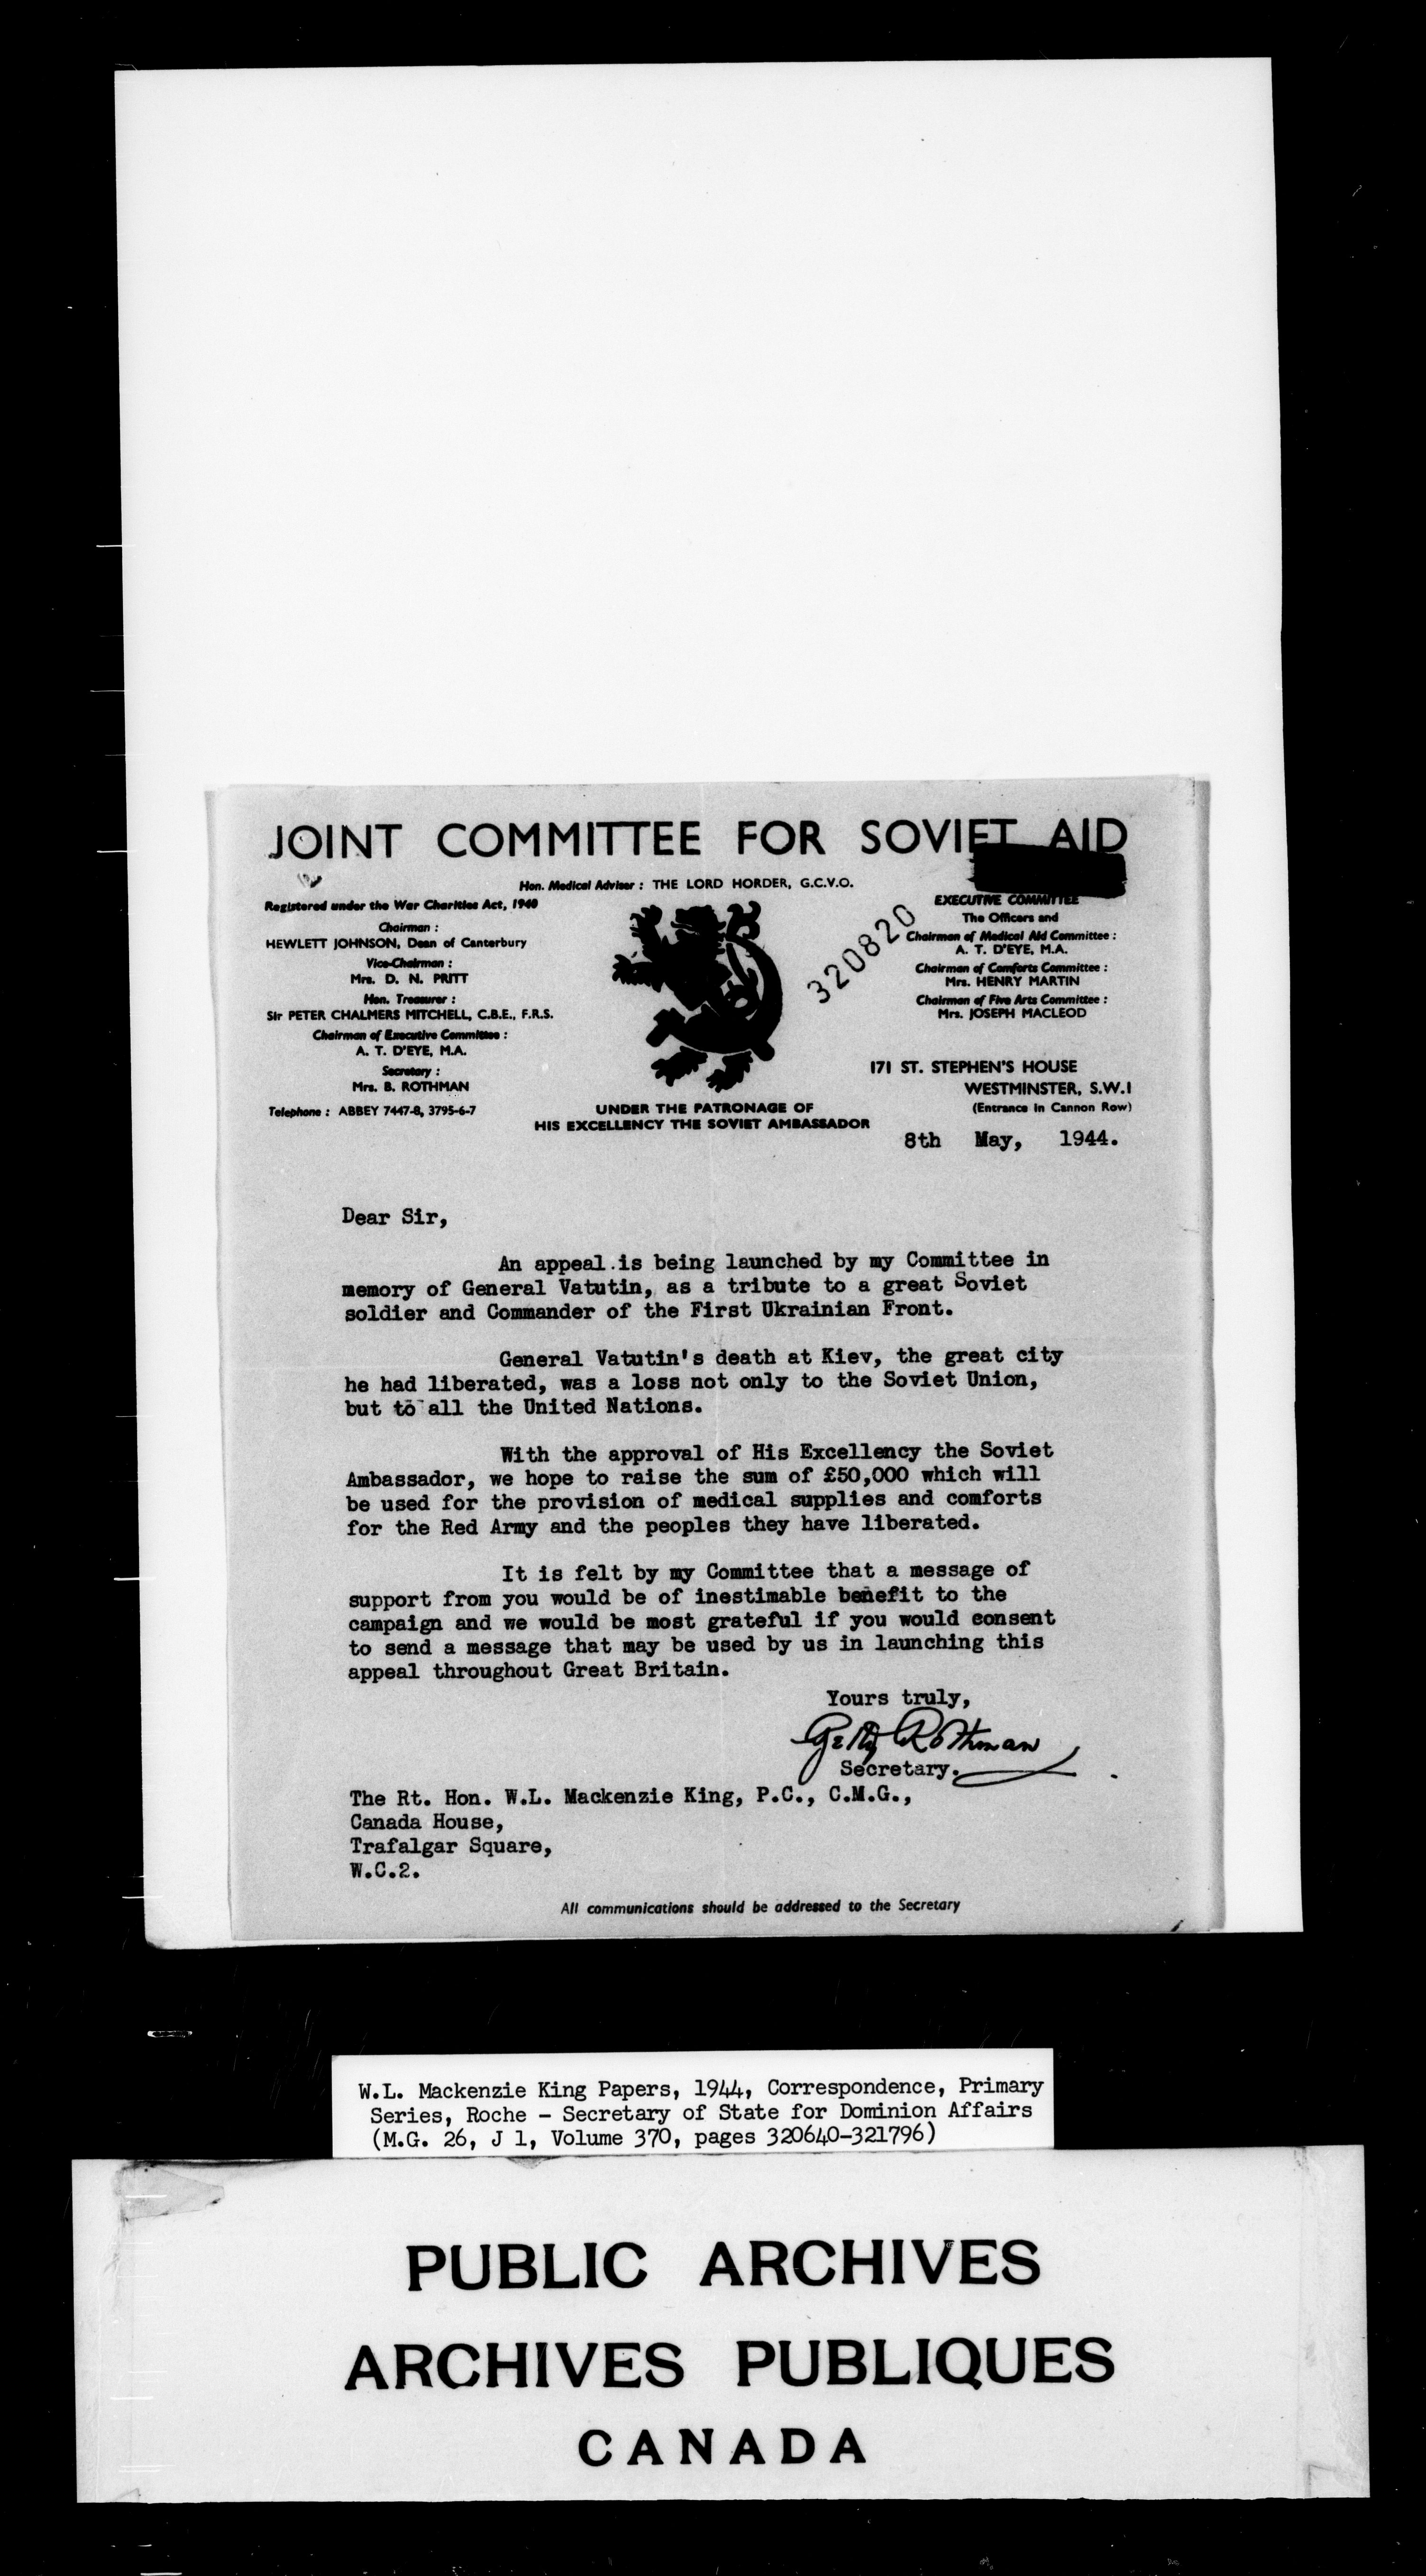 JOINT COMMITTEE FOR SOVIET AID
Hon. Medical Adviser : THE LORD HORDER, G.C.V.O.
Registered under the War Charities Act, 1940
Chairman :
HEWLETT JOHNSON, Dean of Canterbury
Vice-Chairman :
Mrs. D. N. PRITT
Hon. Treasurer :
Sir PETER CHALMERS MITCHELL, C.B.E., F.R.S.
Chairman of Executive Committee :
A. T. D'EYE, M.A.
Secretary :
Mrs. B. ROTHMAN
Telephone : ABBEY 7447-8, 3795-6-7
UNDER THE PATRONAGE OF
HIS EXCELLENCY THE SOVIET AMBASSADOR
320820
EXECUTIVE COMMITTEE
The Officers and
Chairman of Medical Aid Committee :
A. T. D'EYE, M.A.
Chairman of Comforts Committee :
Mrs. HENRY MARTIN
Chairman of Five Arts Committee :
Mrs. JOSEPH MACLEOD
171 ST. STEPHEN'S HOUSE
WESTMINSTER, S.W.1
(Entrance in Cannon Row)
8th May, 1944.
Dear Sir,
An appeal is being launched by my Committee in
memory of General Vatutin, as a tribute to a great Soviet
soldier and Commander of the First Ukrainian Front.
General Vatutin's death at Kiev, the great city
he had liberated, was a loss not only to the Soviet Union,
but to all the United Nations.
With the approval of His Excellency the Soviet
Ambassador, we hope to raise the sum of £50,000 which will
be used for the provision of medical supplies and comforts
for the Red Army and the peoples they have liberated.
It is felt by my Committee that a message of
support from you would be of inestimable benefit to the
campaign and we would be most grateful if you would consent
to send a message that may be used by us in launching this
appeal throughout Great Britain.
Yours truly,
Rothman
Secretary.
The Rt. Hon. W.L. Mackenzie King, P.C., C.M.G.,
Canada House,
Trafalgar Square,
W.C.2.
All communications should be addressed to the Secretary
W.L. Mackenzie King Papers, 1944, Correspondence, Primary
Series, Roche - Secretary of State for Dominion Affairs
(M.G. 26, J 1, Volume 370, pages 320640-321796)
PUBLIC ARCHIVES
ARCHIVES PUBLIQUES
CANADA